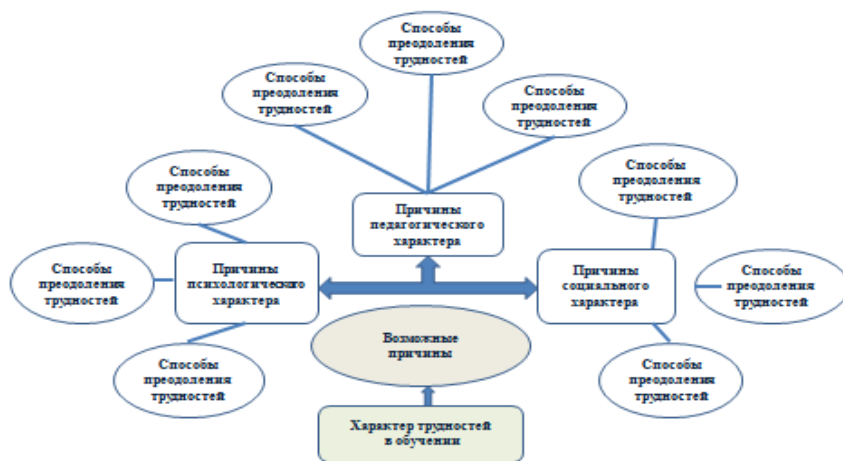 Способы
преодоления
трудностей
Способы
преодоления
трудностей
Способы
преодоления
трудностей
Способы
преодоления
трудностей
Способы
преодоления
трудностей
Причины
педагогического
характера
Способы
преодоления
трудностей
Причины
психологического
характера
Причины
социального
характера
Способы
преодоления
трудностей
Возможные
причины
Способы
преодоления
трудностей
Способы
преодоления
трудностей
Характер трудностей
в обучении